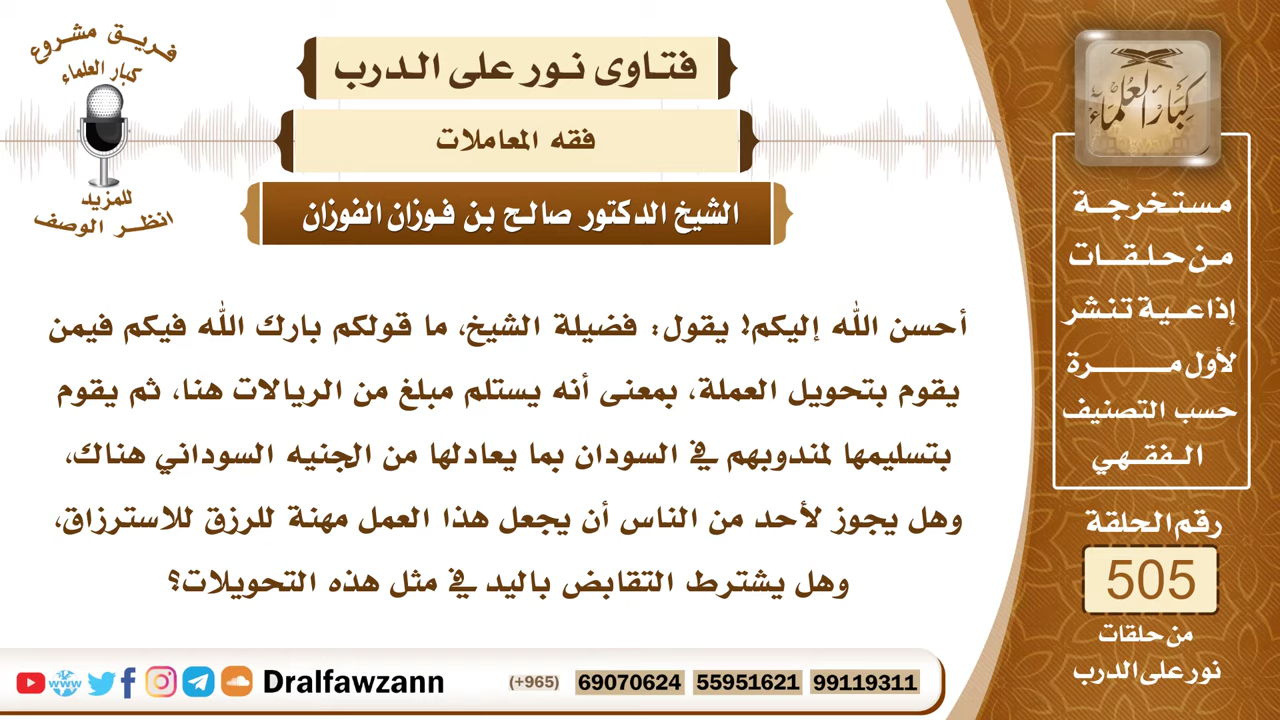 فريق مشروع
كبار العلماء
للمزيد
انظر الوصف
فتاوى نور على الدرب
فقه المعاملات
الشيخ الدكتور صالح بن فوزان الفوزان
أحسن الله إليكم! يقول: فضيلة الشيخ، ما قولكم بارك الله فيكم فيمن
يقوم بتحويل العملة، بمعنى أنه يستلم مبلغ من الريالات هنا، ثم يقوم
بتسليمها لمندوبهم في السودان بما يعادلها من الجنيه السوداني هناك،
وهل يجوز لأحد من الناس أن يجعل هذا العمل مهنة للرزق للاسترزاق،
وهل يشترط التقابض باليد في مثل هذه التحويلات؟
كبار العلماء
مستخرجة
من حلقات
إذاعية تنشر
لأول مرة
حسب التصنيف
الفقهي
رقم الحلقة
505
من حلقات
نور على الدرب
www Dralfawzann (+965) 69070624 55951621 99119311